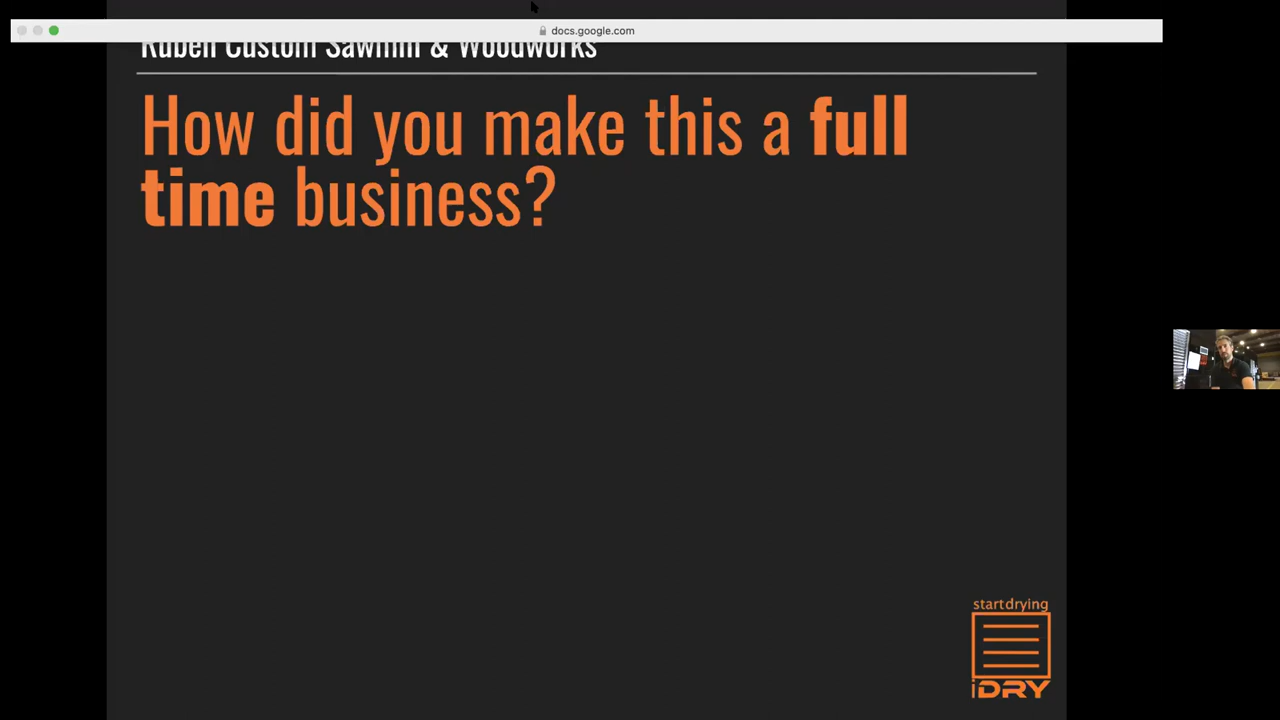 docs.google.com
Ruben Custom Sawmill & Woodworks
How did you make this a full
time business?
startdrying
iDRY